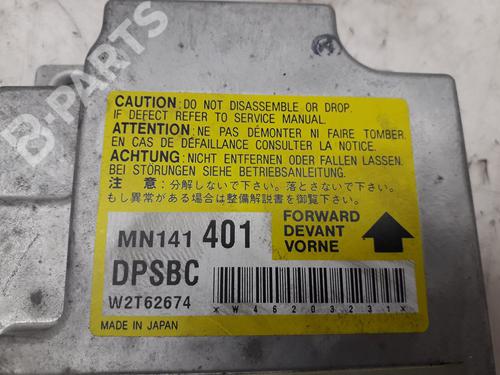 B-PARTS
CAUTION: DO NOT DISASSEMBLE OR DROP.
IF DEFECT REFER TO SERVICE MANUAL.
ATTENTION: NE PAS DÉMONTER NI FAIRE TOMBER.
EN CAS DE DÉFAILLANCE CONSULTER LA NOTICE.
ACHTUNG: NICHT ENTFERNEN ODER FALLEN LASSEN.
BEI STÖRUNGEN SIEHE BETRIEBSANLEITUNG.
注 意:分解しないで下さい。落とさないで下さい。
もし異常がある場合は整備解説書を御覧下さい。
MN141 401
FORWARD
DEVANT
VORNE
DPSBC
W2T62674
×W46203231×
MADE IN JAPAN